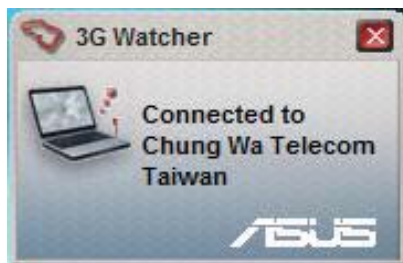 3G Watcher
Connected to
Chung Wa Telecom
Taiwan
ASUS